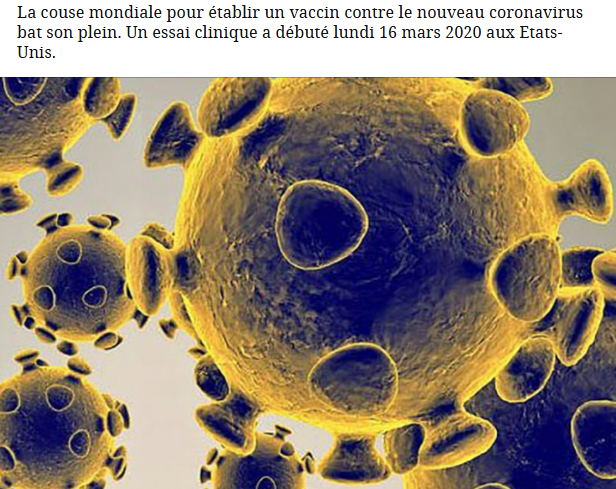 La couse mondiale pour établir un vaccin contre le nouveau coronavirus
bat son plein. Un essai clinique a débuté lundi 16 mars 2020 aux Etats-
Unis.